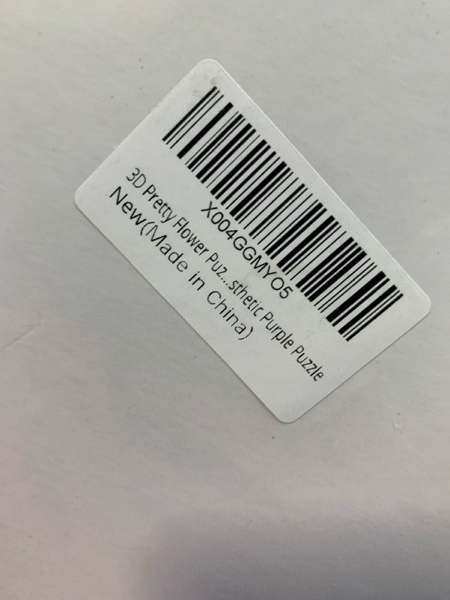 X004GGMYO5
3D Pretty Flower Puz...sthetic Purple Puzzle
New(Made in China)